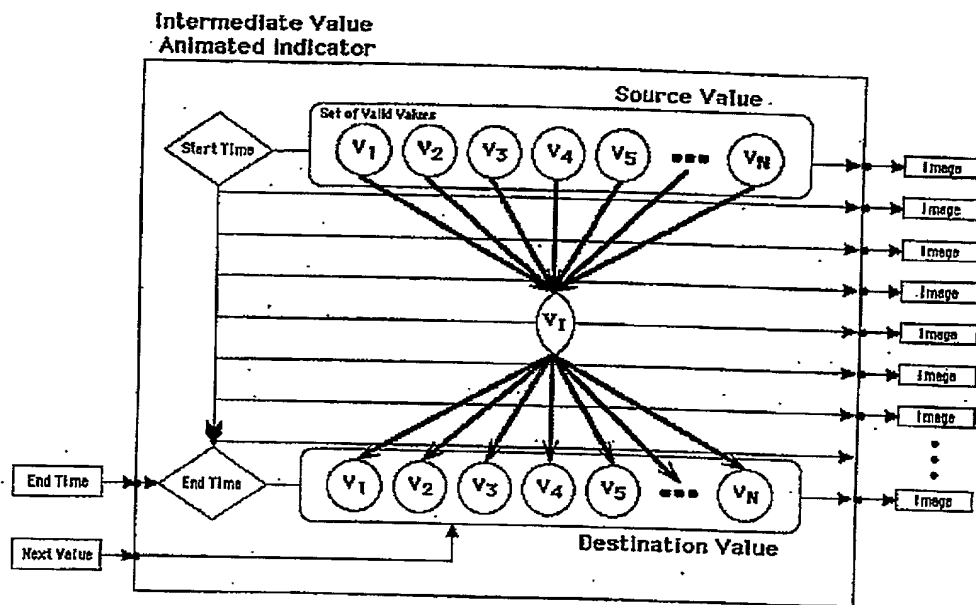 Intermediate Value
Animated Indicator
Source Value
Set of Valid Values
Start Time
V1 V2 V3 V4 V5 ▪▪▪ VN
Image
Image
Image
Image
VI
Image
Image
Image
End Time
End Time
V1 V2 V3 V4 V5 ▪▪▪ VN
Image
Next Value
Destination Value